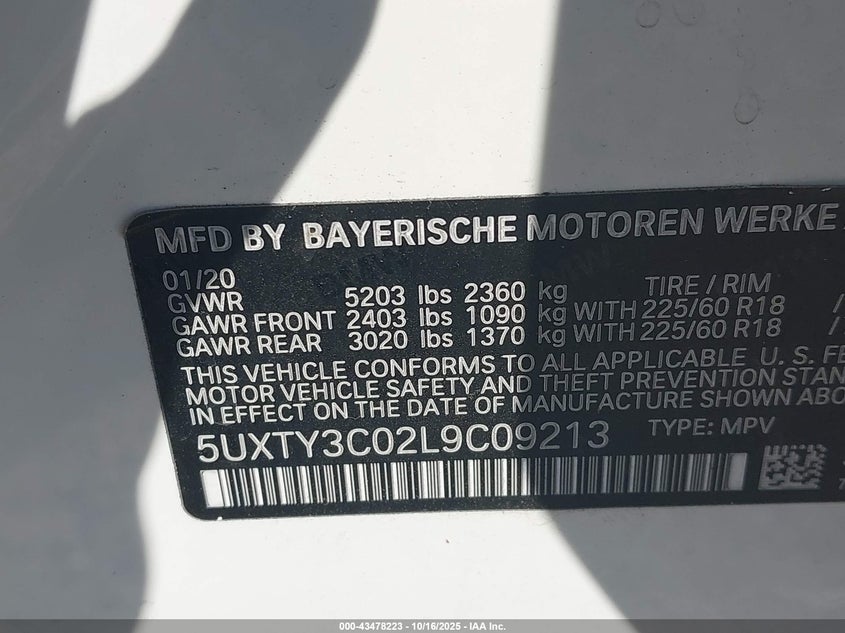 MFD BY BAYERISCHE MOTOREN WERKE
01/20
GVWR 5203 lbs 2360 kg TIRE / RIM
GAWR FRONT 2403 lbs 1090 kg WITH 225/60 R18 /
GAWR REAR 3020 lbs 1370 kg WITH 225/60 R18 /
THIS VEHICLE CONFORMS TO ALL APPLICABLE U. S. FE
MOTOR VEHICLE SAFETY AND THEFT PREVENTION STAN
IN EFFECT ON THE DATE OF MANUFACTURE SHOWN ABO
5UXTY3C02L9C09213 TYPE: MPV
000-43478223 - 10/16/2025 - IAA Inc.